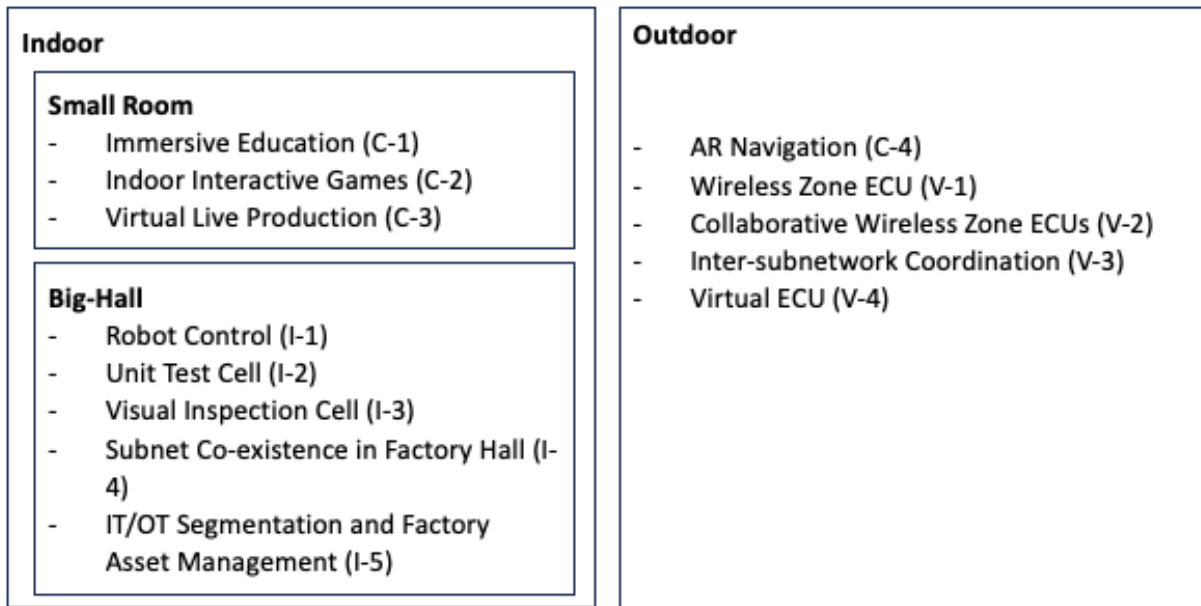 Indoor
Small Room
- Immersive Education (C-1)
- Indoor Interactive Games (C-2)
- Virtual Live Production (C-3)
Big-Hall
- Robot Control (I-1)
- Unit Test Cell (I-2)
- Visual Inspection Cell (I-3)
- Subnet Co-existence in Factory Hall (I-
4)
- IT/OT Segmentation and Factory
Asset Management (I-5)
Outdoor
- AR Navigation (C-4)
- Wireless Zone ECU (V-1)
- Collaborative Wireless Zone ECUs (V-2)
- Inter-subnetwork Coordination (V-3)
- Virtual ECU (V-4)